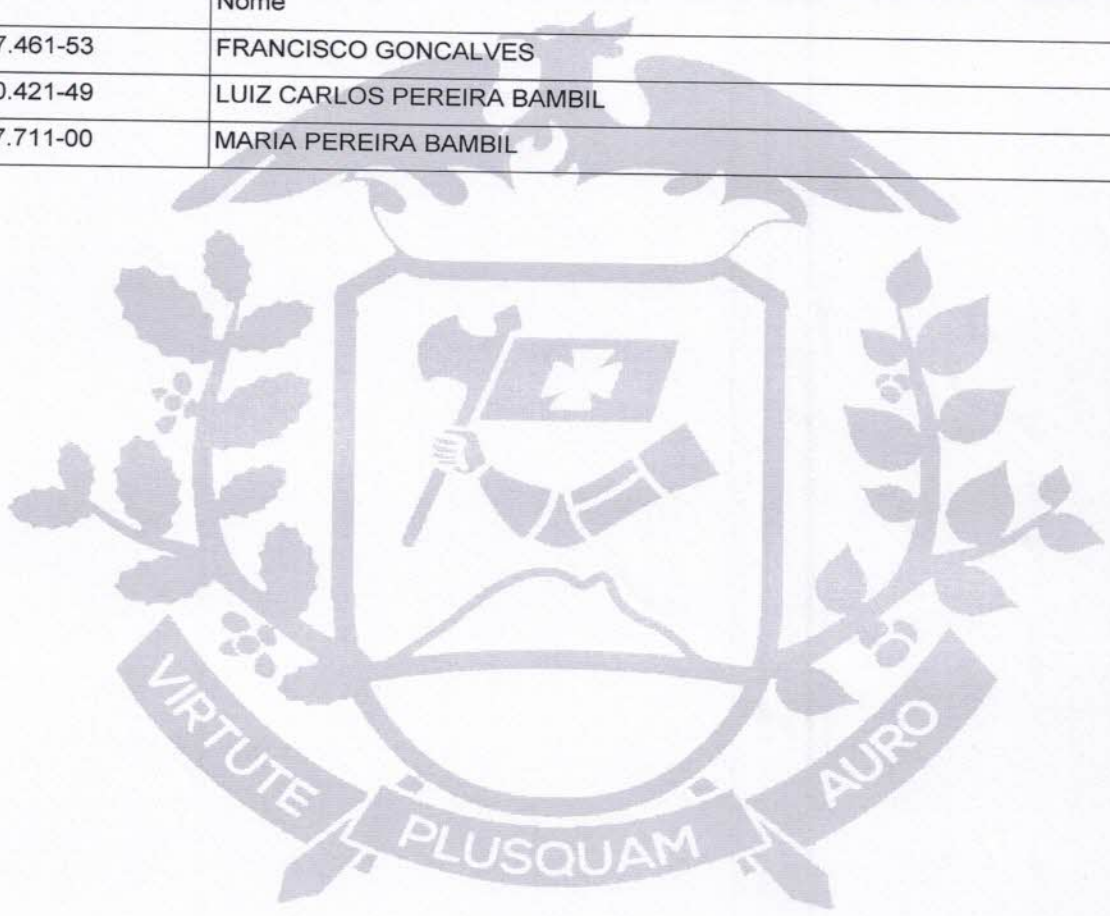 Nome
7.461-53 FRANCISCO GONCALVES
0.421-49 LUIZ CARLOS PEREIRA BAMBIL
7.711-00 MARIA PEREIRA BAMBIL
VIRTUTE PLUSQUAM AURO